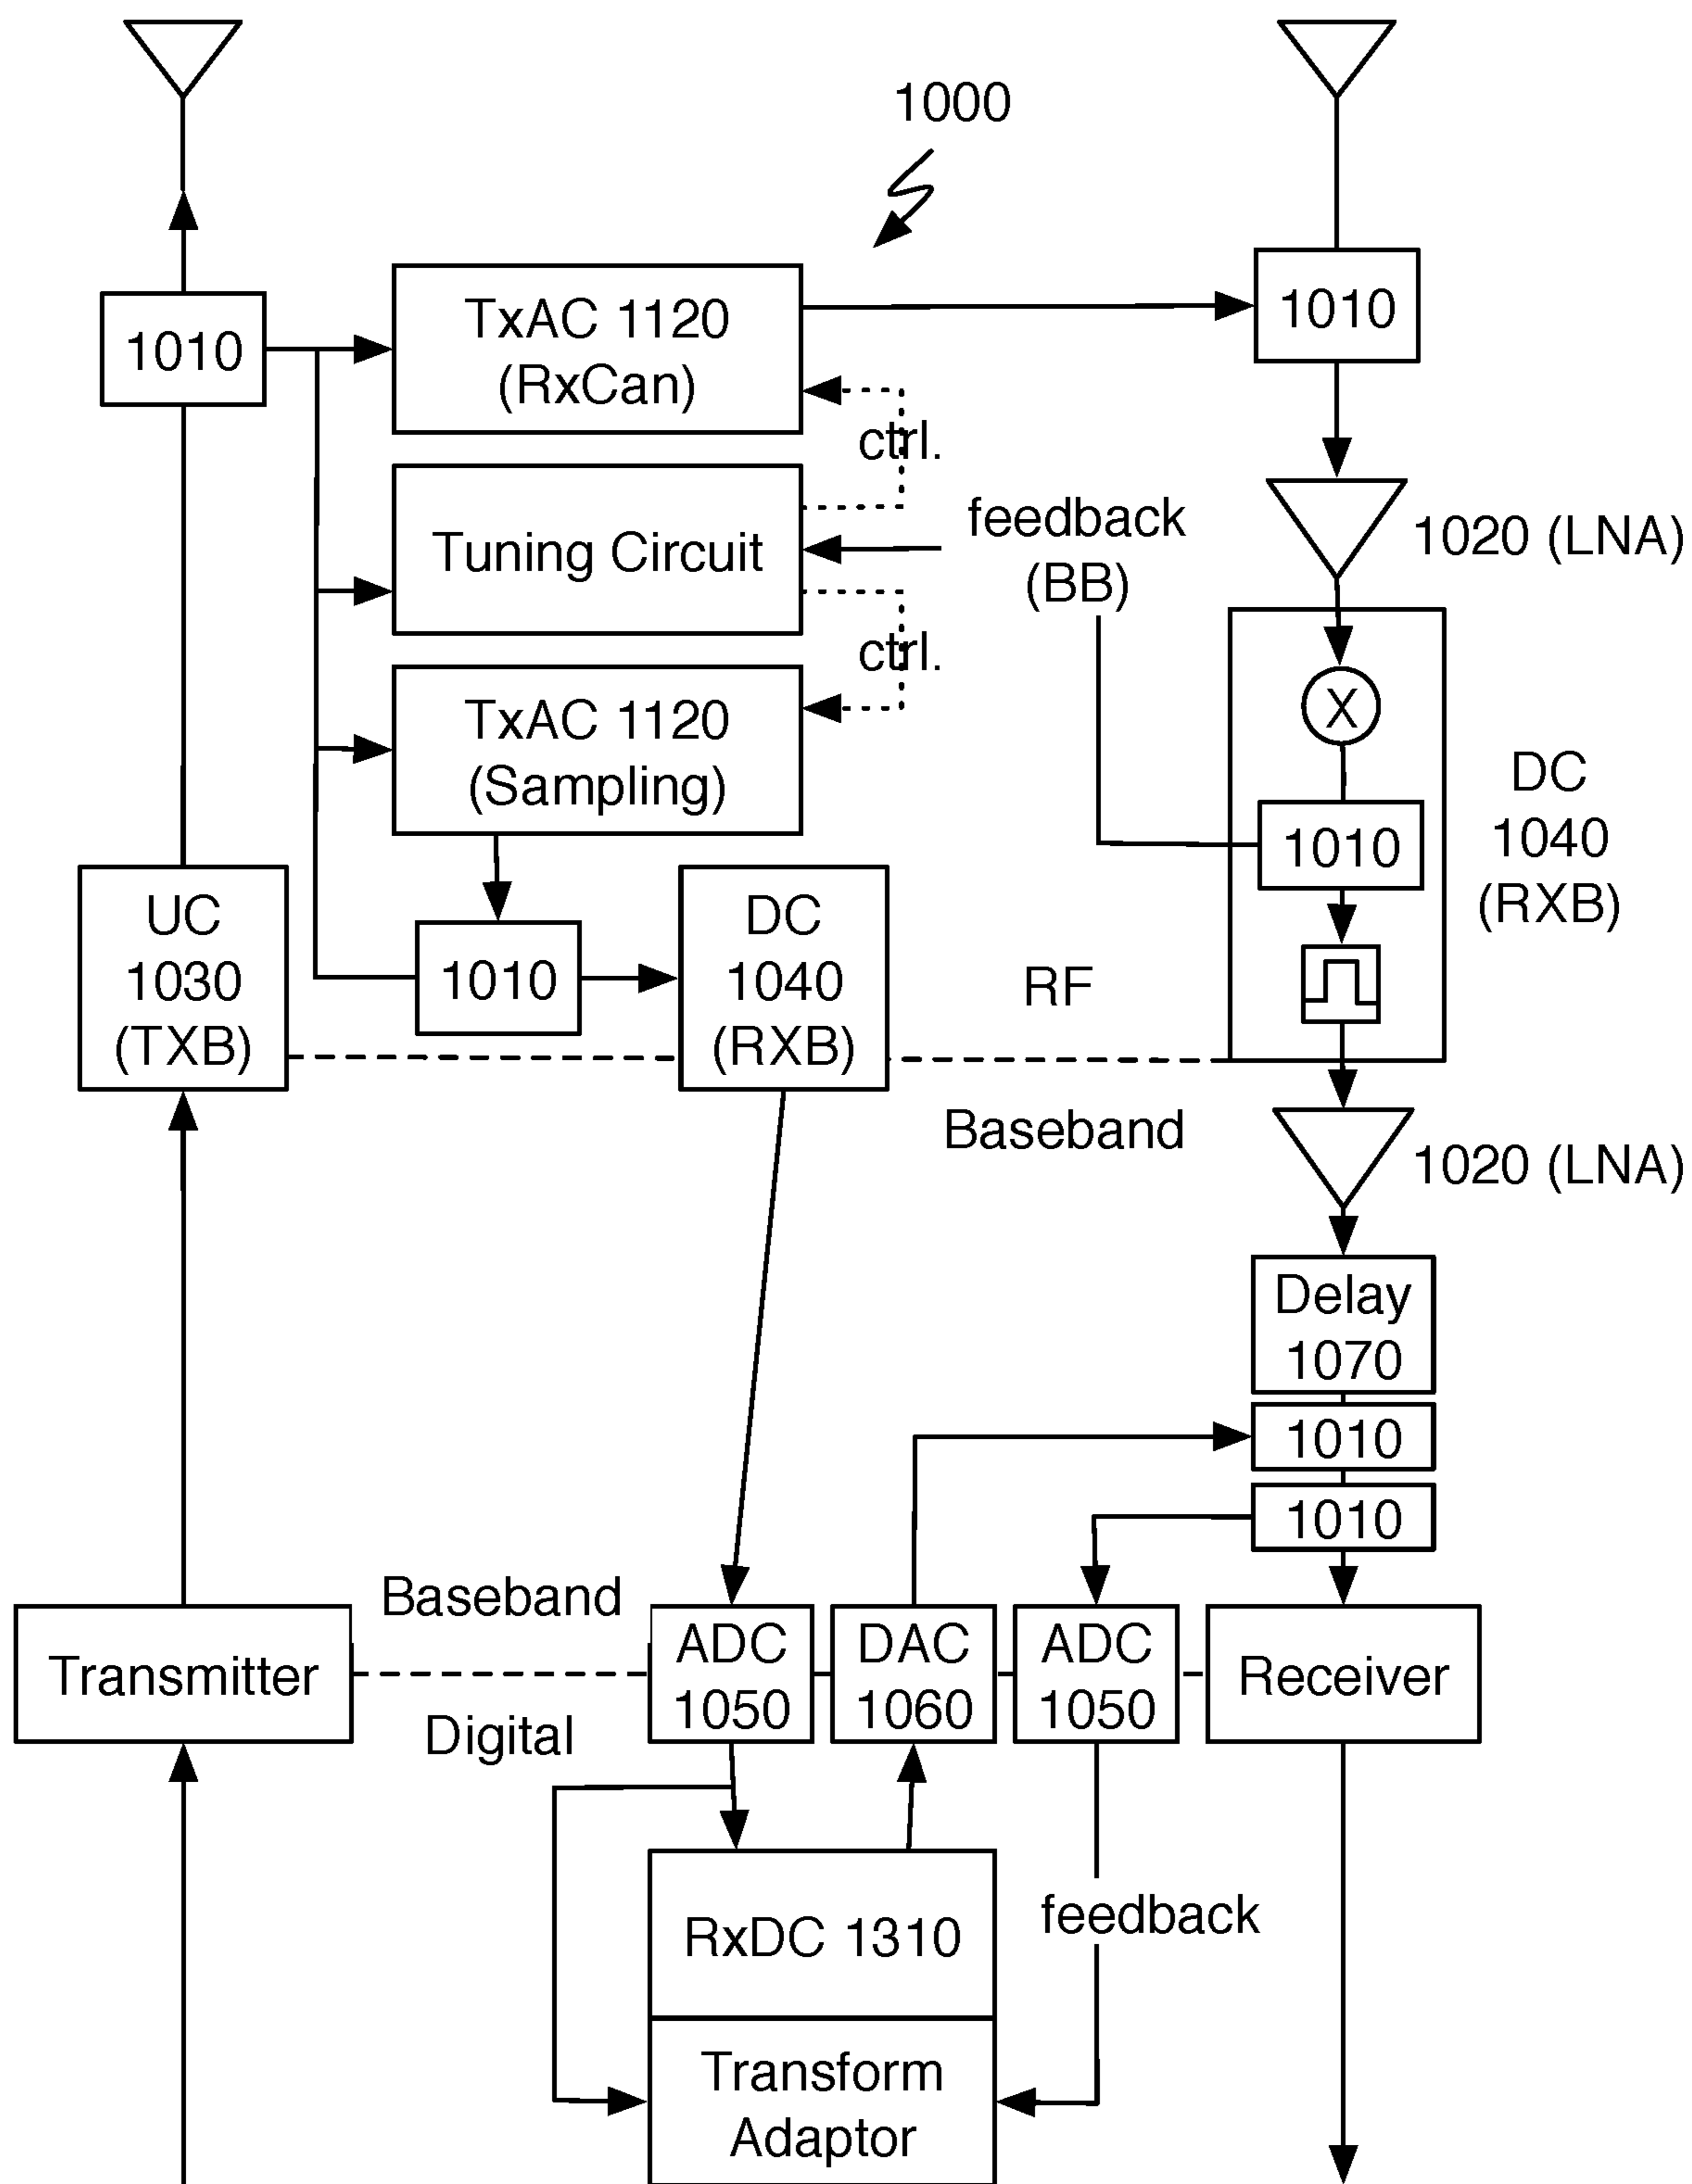 1000
1010
TxAC 1120
(RxCan)
1010
ctrl.
Tuning Circuit
feedback
(BB)
1020 (LNA)
ctrl.
TxAC 1120
(Sampling)
X
1010
DC
1040
(RXB)
UC
1030
(TXB)
1010
DC
1040
(RXB)
RF
Baseband
1020 (LNA)
Delay
1070
1010
1010
Baseband
Transmitter
ADC
1050
DAC
1060
ADC
1050
Receiver
Digital
RxDC 1310
feedback
Transform
Adaptor